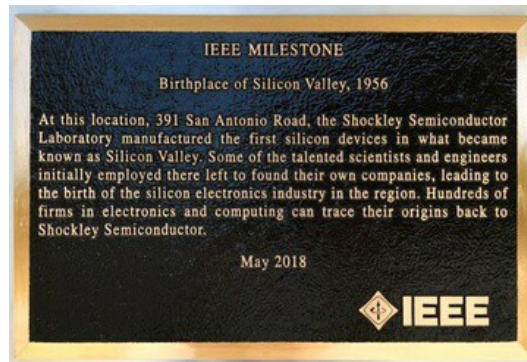 IEEE MILESTONE
Birthplace of Silicon Valley, 1956
At this location, 391 San Antonio Road, the Shockley Semiconductor
Laboratory manufactured the first silicon devices in what became
known as Silicon Valley. Some of the talented scientists and engineers
initially employed there left to found their own companies, leading to
the birth of the silicon electronics industry in the region. Hundreds of
firms in electronics and computing can trace their origins back to
Shockley Semiconductor.
May 2018
IEEE